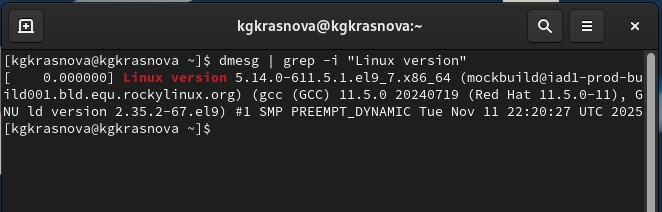 kgkrasnova@kgkrasnova:~
[kgkrasnova@kgkrasnova ~]$ dmesg | grep -i "Linux version"
[    0.000000] Linux version 5.14.0-611.5.1.el9_7.x86_64 (mockbuild@iad1-prod-bu
ild001.bld.equ.rockylinux.org) (gcc (GCC) 11.5.0 20240719 (Red Hat 11.5.0-11), G
NU ld version 2.35.2-67.el9) #1 SMP PREEMPT_DYNAMIC Tue Nov 11 22:20:27 UTC 2025
[kgkrasnova@kgkrasnova ~]$